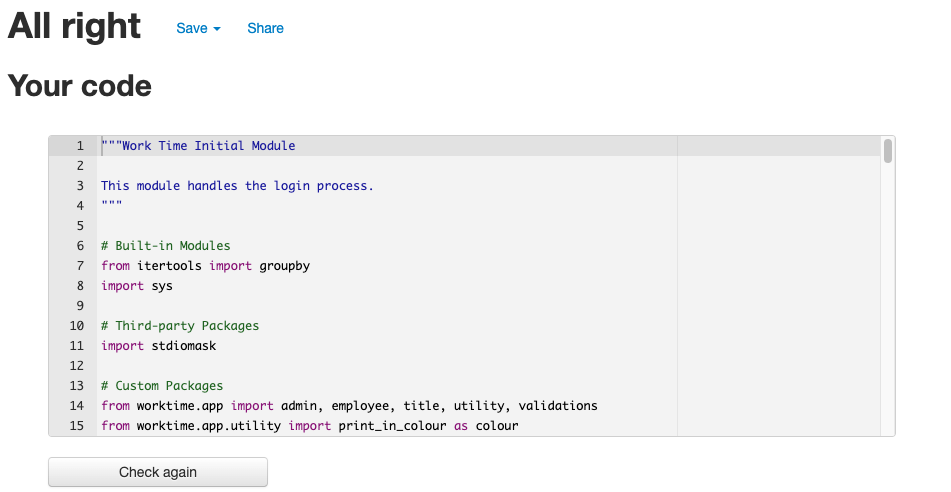 All right Save Share
Your code
1 """Work Time Initial Module
2
3 This module handles the login process.
4 """
5
6 # Built-in Modules
7 from itertools import groupby
8 import sys
9
10 # Third-party Packages
11 import stdiomask
12
13 # Custom Packages
14 from worktime.app import admin, employee, title, utility, validations
15 from worktime.app.utility import print_in_colour as colour
Check again